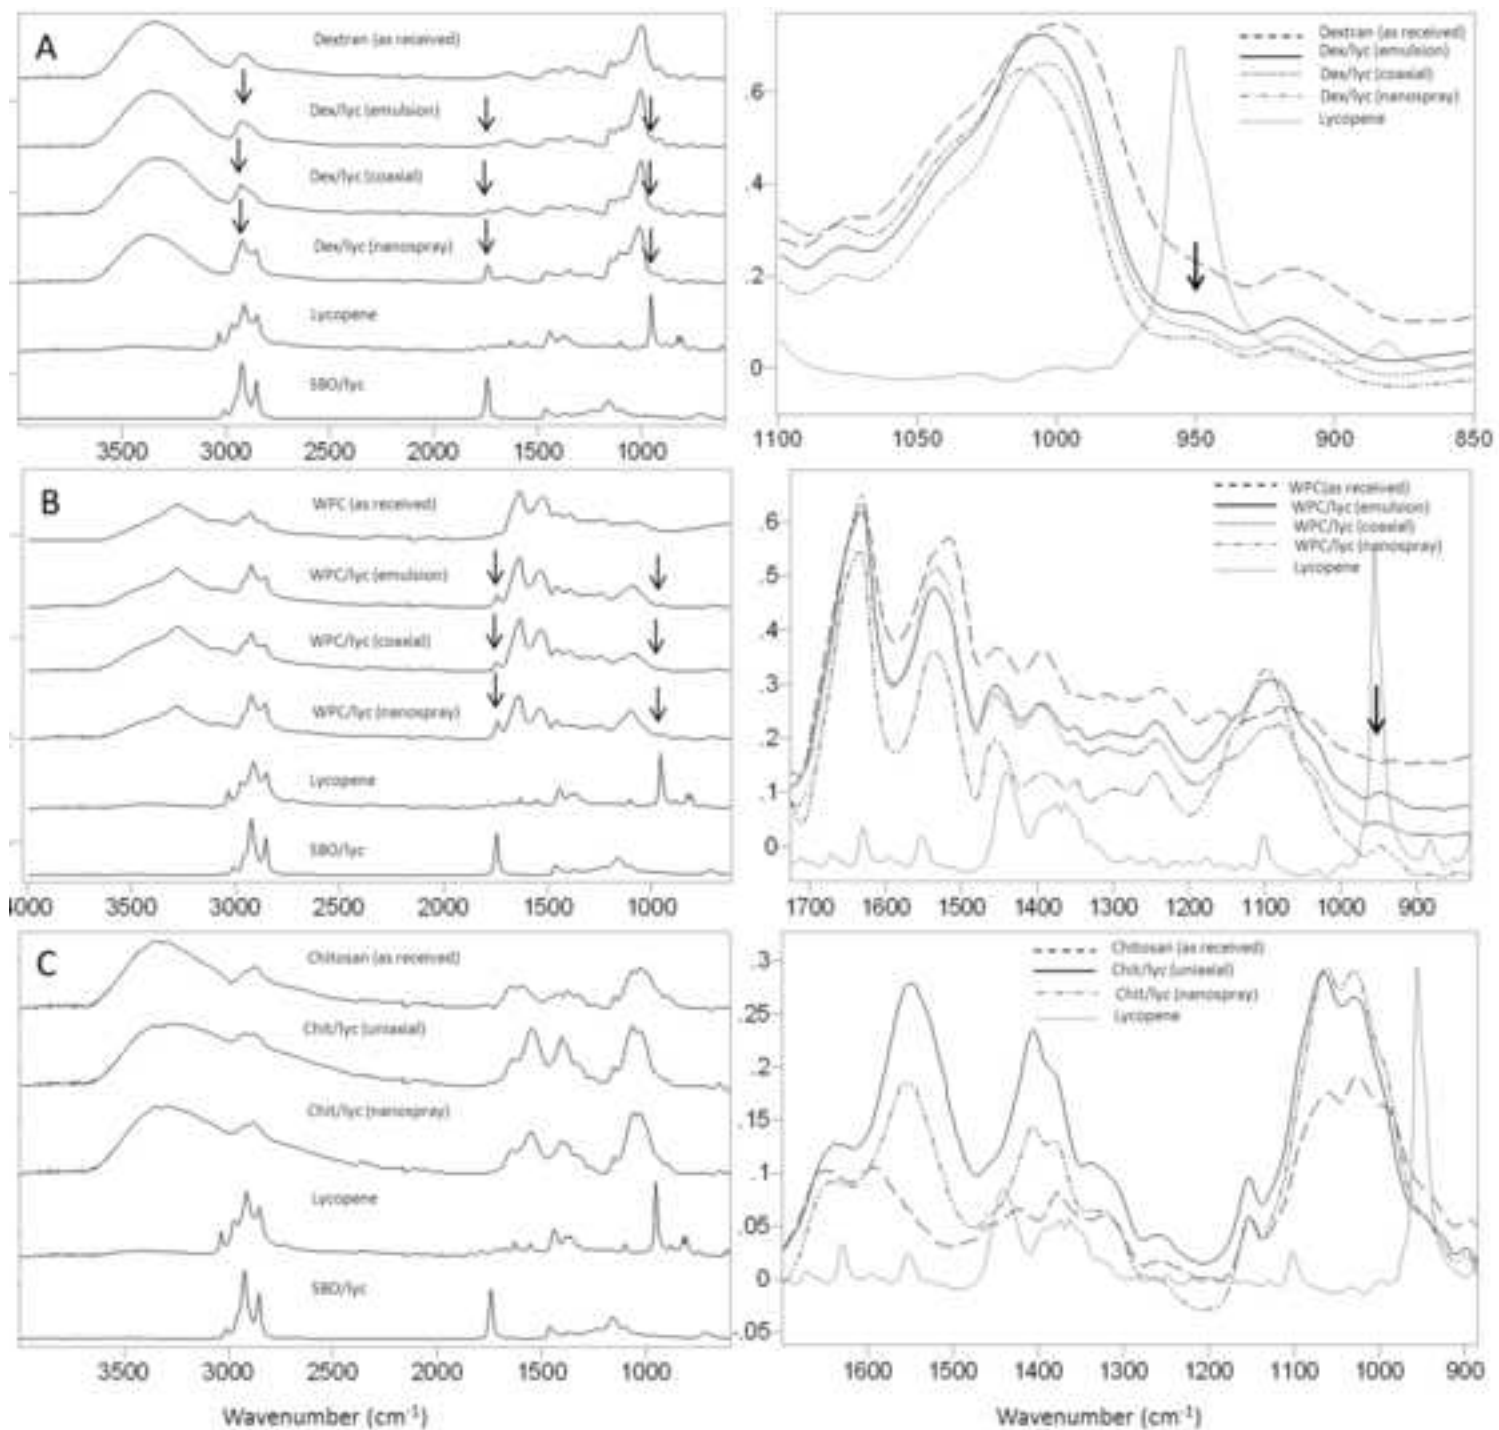 A
Dextran (as received)
Dex/lyc (emulsion)
Dex/lyc (coaxial)
Dex/lyc (nanospray)
Lycopene
SBO/lyc
3500 3000 2500 2000 1500 1000
Dextran (as received)
Dex/lyc (emulsion)
Dex/lyc (coaxial)
Dex/lyc (nanospray)
Lycopene
.6
.4
.2
0
1100 1050 1000 950 900 850
B
WPC (as received)
WPC/lyc (emulsion)
WPC/lyc (coaxial)
WPC/lyc (nanospray)
Lycopene
SBO/lyc
4000 3500 3000 2500 2000 1500 1000
WPC(as received)
WPC/lyc (emulsion)
WPC/lyc (coaxial)
WPC/lyc (nanospray)
Lycopene
.6
.5
.4
.3
.2
.1
0
1700 1600 1500 1400 1300 1200 1100 1000 900
C
Chitosan (as received)
Chit/lyc (uniaxial)
Chit/lyc (nanospray)
Lycopene
SBO/lyc
3500 3000 2500 2000 1500 1000
Wavenumber (cm-1)
Chitosan (as received)
Chit/lyc (uniaxial)
Chit/lyc (nanospray)
Lycopene
.3
.25
.2
.15
.1
.05
0
-.05
1600 1500 1400 1300 1200 1100 1000 900
Wavenumber (cm-1)